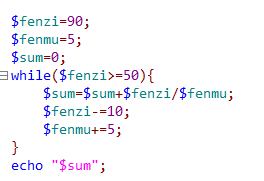 $fenzi=90;
$fenmu=5;
$sum=0;
while($fenzi>=50){
    $sum=$sum+$fenzi/$fenmu;
    $fenzi-=10;
    $fenmu+=5;
}
echo "$sum";